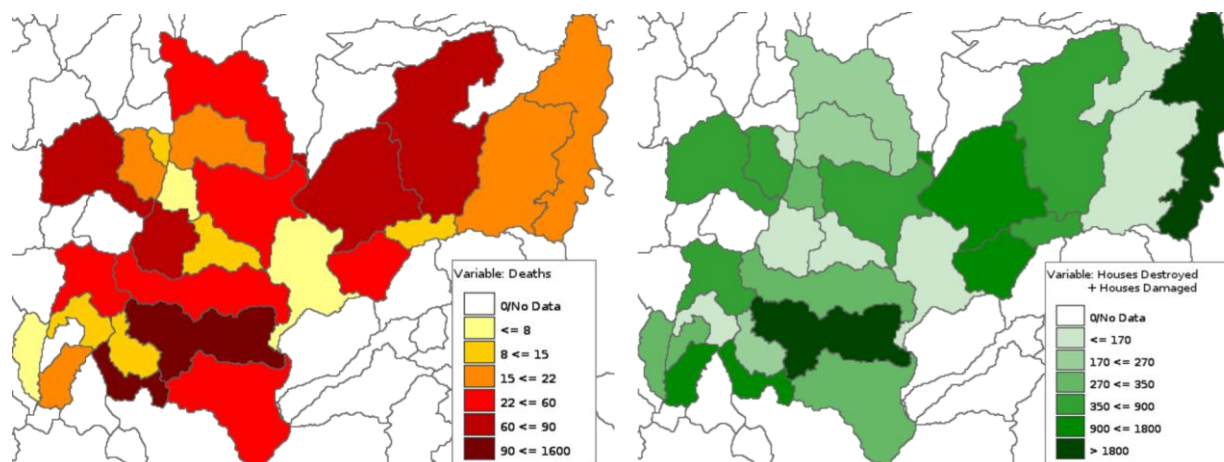 Variable: Deaths
0/No Data
<= 8
8 <= 15
15 <= 22
22 <= 60
60 <= 90
90 <= 1600
Variable: Houses Destroyed
+ Houses Damaged
0/No Data
<= 170
170 <= 270
270 <= 350
350 <= 900
900 <= 1800
> 1800